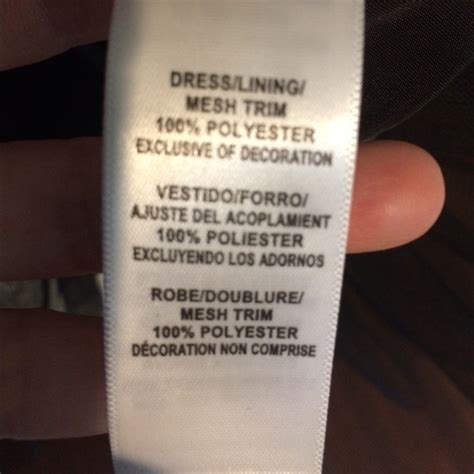 DRESS/LINING/
MESH TRIM
100% POLYESTER
EXCLUSIVE OF DECORATION
VESTIDO/FORRO/
AJUSTE DEL ACOPLAMIENT
100% POLIESTER
EXCLUYENDO LOS ADORNOS
ROBE/DOUBLURE/
MESH TRIM
100% POLYESTER
DÉCORATION NON COMPRISE